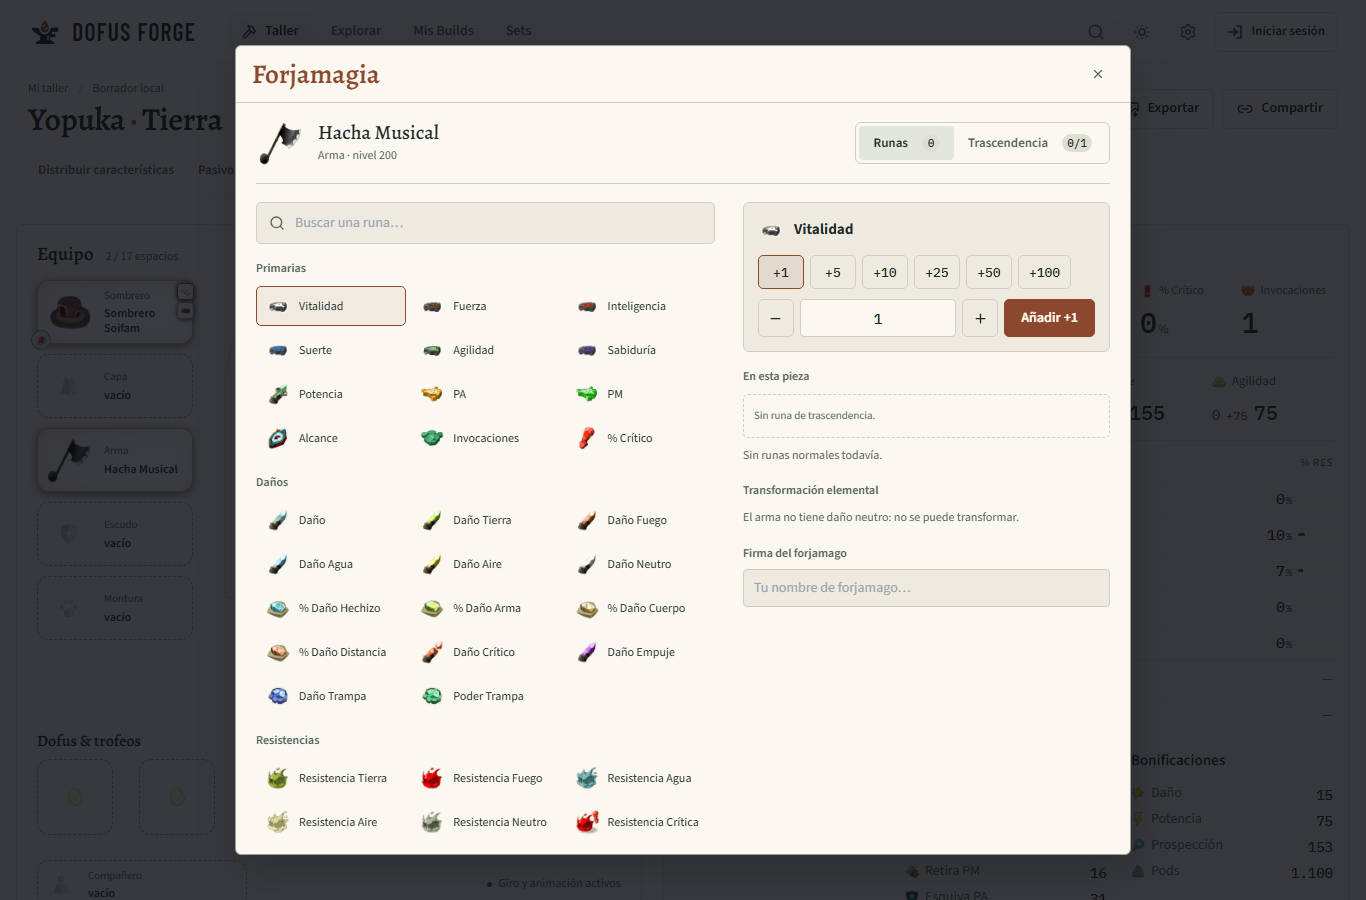 DOFUS FORGE
Taller
Explorar
Mis Builds
Sets
Iniciar sesión
Mi taller / Borrador local
Yopuka · Tierra
Exportar
Compartir
Distribuir características
Forjamagia
Hacha Musical
Arma · nivel 200
Runas 0
Trascendencia 0/1
Buscar una runa…
Primarias
Vitalidad
Fuerza
Inteligencia
Suerte
Agilidad
Sabiduría
Potencia
PA
PM
Alcance
Invocaciones
% Crítico
Daños
Daño
Daño Tierra
Daño Fuego
Daño Agua
Daño Aire
Daño Neutro
% Daño Hechizo
% Daño Arma
% Daño Cuerpo
% Daño Distancia
Daño Crítico
Daño Empuje
Daño Trampa
Poder Trampa
Resistencias
Resistencia Tierra
Resistencia Fuego
Resistencia Agua
Resistencia Aire
Resistencia Neutro
Resistencia Crítica
Vitalidad
+1
+5
+10
+25
+50
+100
−
1
+
Añadir +1
En esta pieza
Sin runa de trascendencia.
Sin runas normales todavía.
Transformación elemental
El arma no tiene daño neutro: no se puede transformar.
Firma del forjamago
Tu nombre de forjamago…
Equipo 2 / 17 espacios
Sombrero
Sombrero
Soifam
Capa
vacío
Arma
Hacha Musical
Escudo
vacío
Montura
vacío
Dofus & trofeos
Compañero
vacío
Giro y animación activos
% Crítico
0%
Invocaciones
1
155
Agilidad
0 +75 75
% RES
0%
10%
7%
0%
0%
—
—
Bonificaciones
Daño 15
Potencia 75
Prospección 153
Retira PM 16
Pods 1.100
Esquiva PA 31